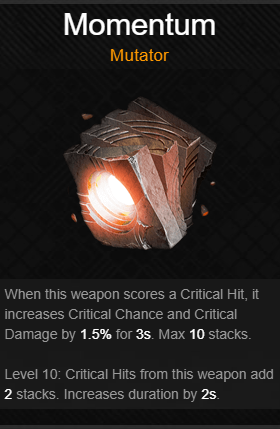 Momentum
Mutator
When this weapon scores a Critical Hit, it
increases Critical Chance and Critical
Damage by 1.5% for 3s. Max 10 stacks.
Level 10: Critical Hits from this weapon add
2 stacks. Increases duration by 2s.